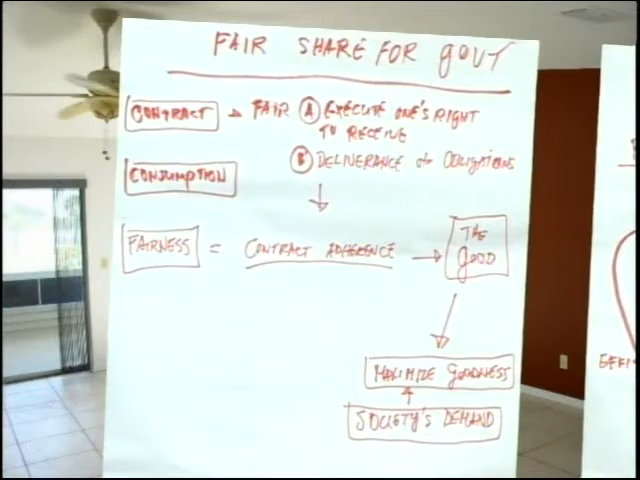 FAIR SHARE FOR GOVT
CONTRACT → FAIR Ⓐ EXECUTE ONE'S RIGHT
TO RECEIVE
Ⓑ DELIVERANCE of OBLIGATIONS
CONSUMPTION
FAIRNESS = CONTRACT ADHERENCE → THE
GOOD
MAXIMIZE GOODNESS
SOCIETY'S DEMAND